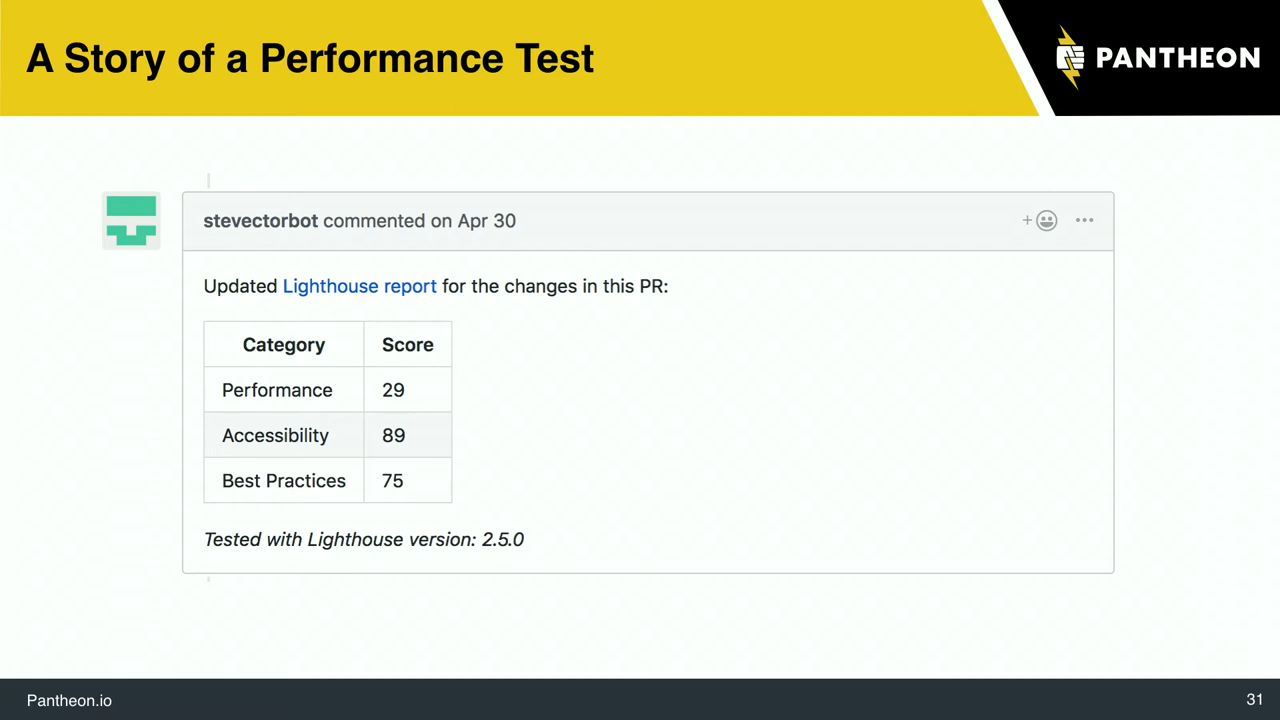 A Story of a Performance Test
PANTHEON
stevectorbot commented on Apr 30
Updated Lighthouse report for the changes in this PR:
Category Score
Performance 29
Accessibility 89
Best Practices 75
Tested with Lighthouse version: 2.5.0
Pantheon.io
31